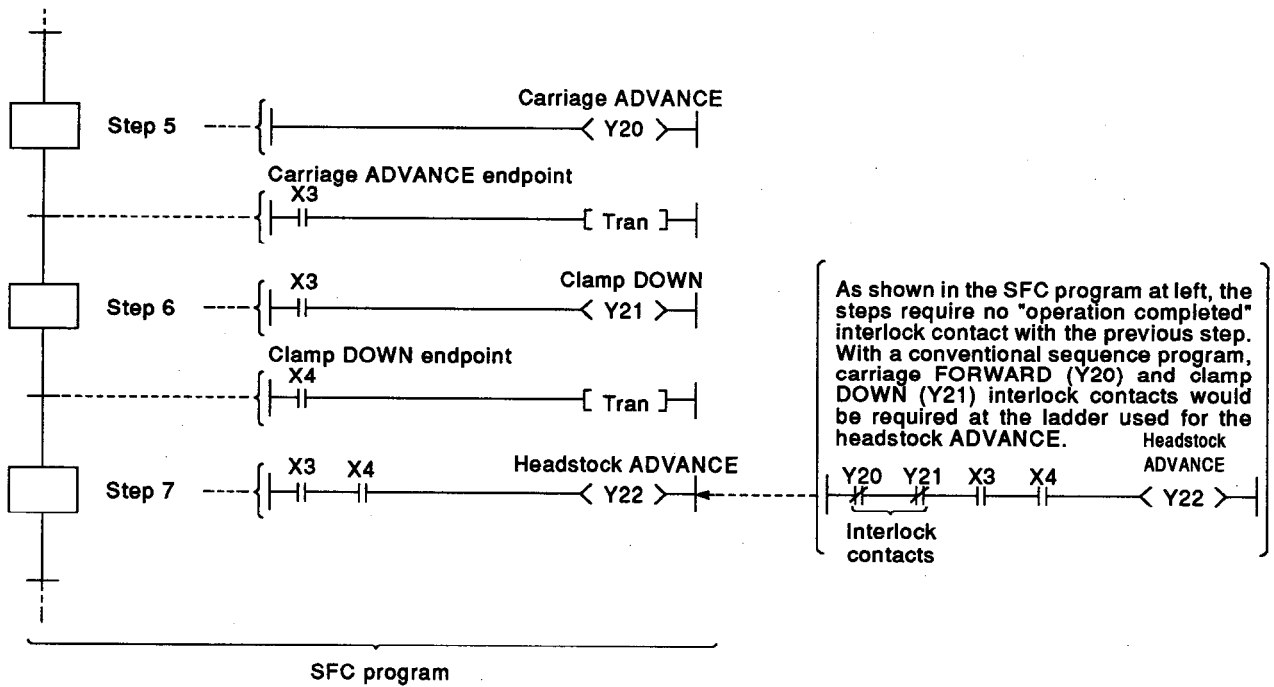 Carriage ADVANCE
Step 5
Y20
Carriage ADVANCE endpoint
X3
Tran
X3
Clamp DOWN
Step 6
Y21
Clamp DOWN endpoint
X4
Tran
X3 X4
Headstock ADVANCE
Step 7
Y22
As shown in the SFC program at left, the
steps require no "operation completed"
interlock contact with the previous step.
With a conventional sequence program,
carriage FORWARD (Y20) and clamp
DOWN (Y21) interlock contacts would
be required at the ladder used for the
headstock ADVANCE.
Headstock
ADVANCE
Y20 Y21 X3 X4
Y22
Interlock
contacts
SFC program